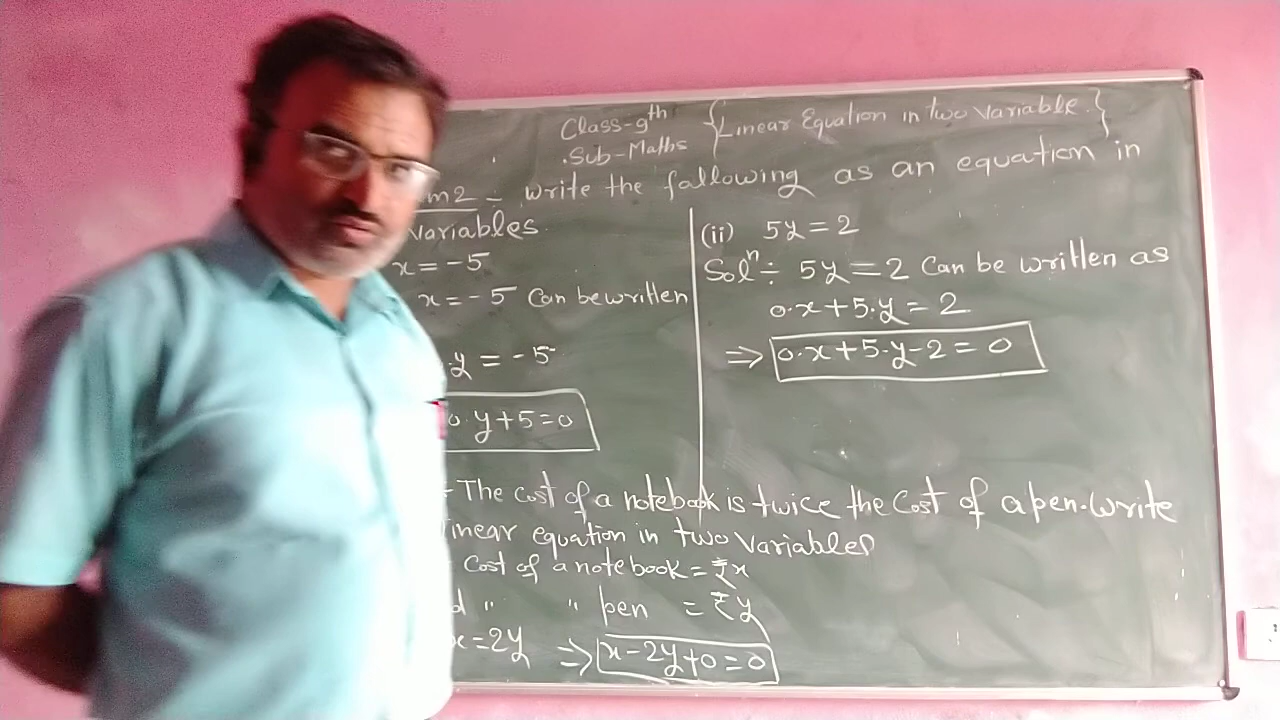 Class-9th {Linear Equation in two Variable.}
Sub-Maths
m2 - write the following as an equation in
Variables.
x = -5
x = -5 Can be written
.y = -5
0.y+5=0
(ii) 5y = 2
Soln÷ 5y = 2 Can be written as
0.x+5.y = 2
⇒ 0.x+5.y-2 = 0
The cost of a notebook is twice the cost of a pen. write
linear equation in two Variables
Cost of a notebook = ₹x
d " " pen = ₹y
x=2y ⇒ x-2y+0=0